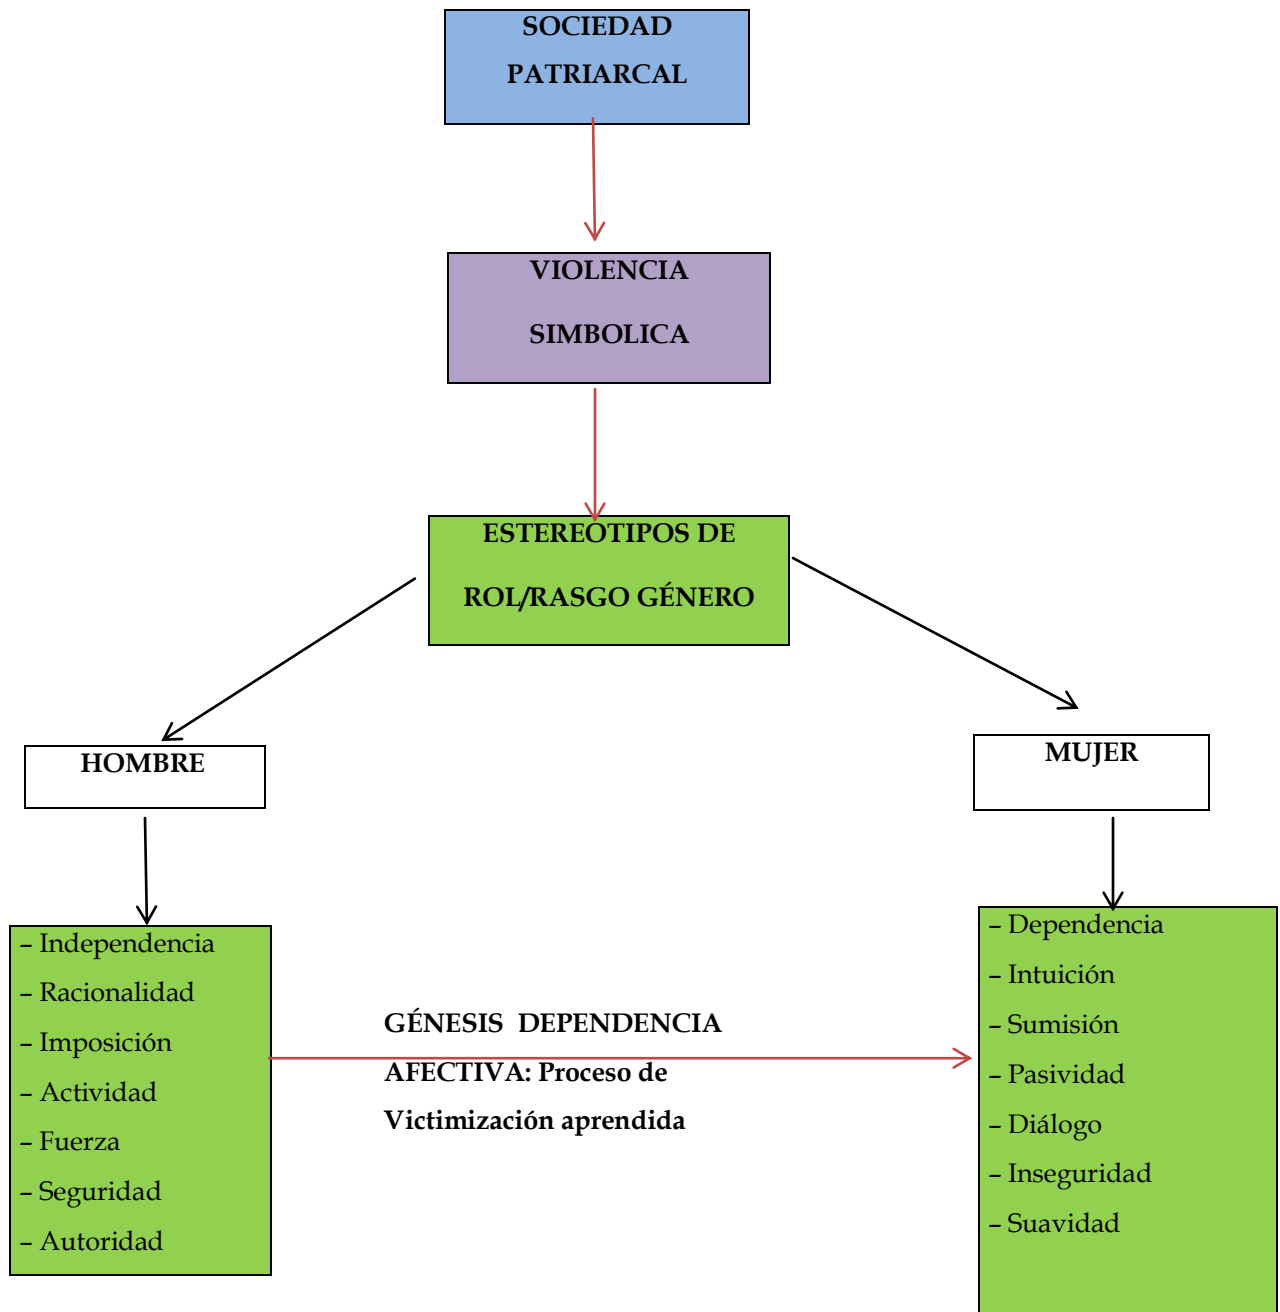 SOCIEDAD
PATRIARCAL
VIOLENCIA
SIMBOLICA
ESTEREOTIPOS DE
ROL/RASGO GÉNERO
HOMBRE
MUJER
– Independencia
– Racionalidad
– Imposición
– Actividad
– Fuerza
– Seguridad
– Autoridad
GÉNESIS DEPENDENCIA
AFECTIVA: Proceso de
Victimización aprendida
– Dependencia
– Intuición
– Sumisión
– Pasividad
– Diálogo
– Inseguridad
– Suavidad